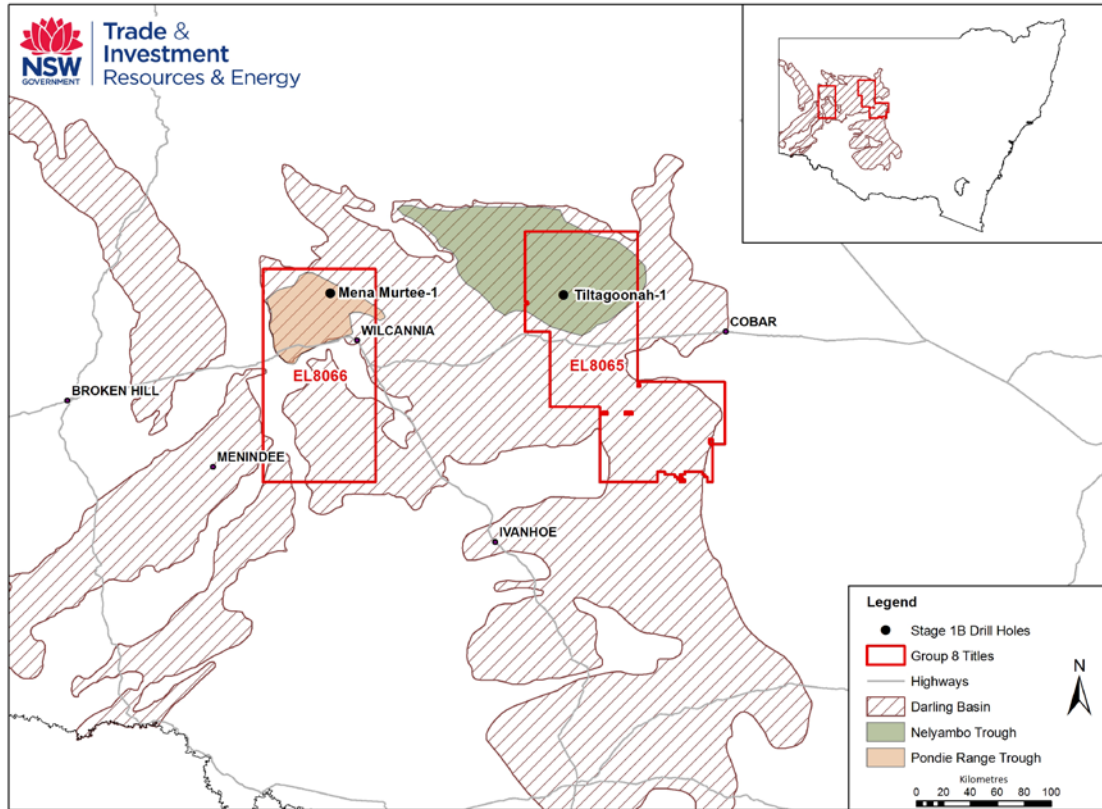 NSW
GOVERNMENT
Trade &
Investment
Resources & Energy
Mena Murtee-1
Tiltagoonah-1
WILCANNIA
COBAR
EL8066
EL8065
BROKEN HILL
MENINDEE
IVANHOE
Legend
Stage 1B Drill Holes
Group 8 Titles
Highways
Darling Basin
Nelyambo Trough
Pondie Range Trough
N
Kilometres
0 20 40 60 80 100